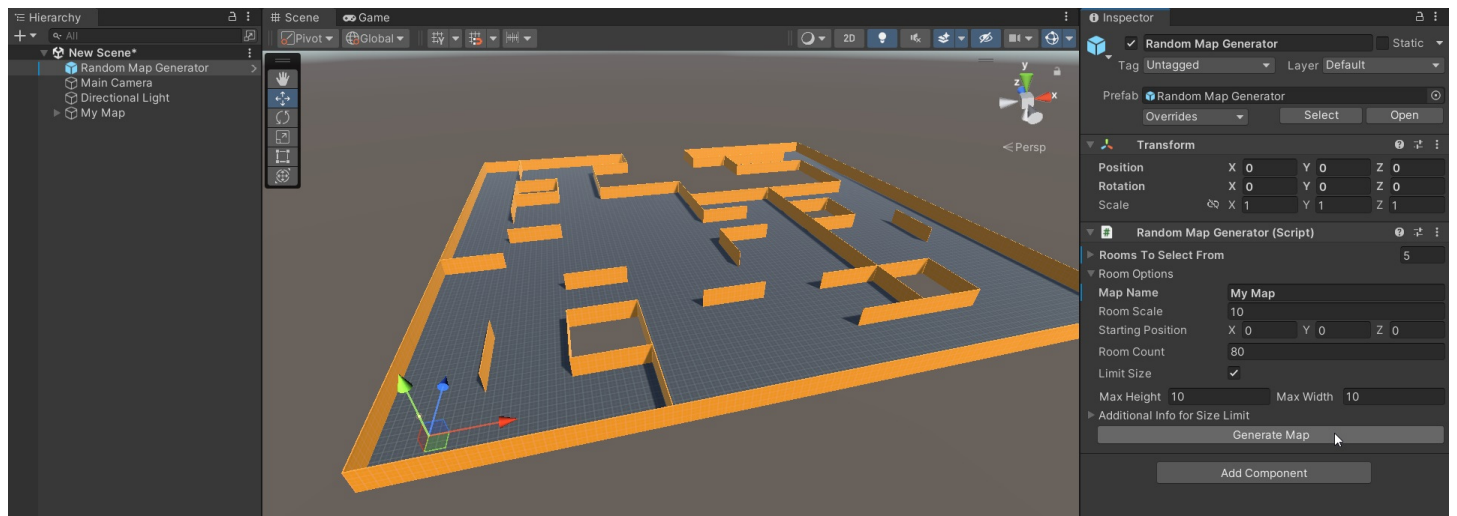 Hierarchy
All
New Scene*
Random Map Generator
Main Camera
Directional Light
My Map
Scene Game
Pivot Global 2D
y
z
x
Persp
Inspector
Random Map Generator Static
Tag Untagged Layer Default
Prefab Random Map Generator
Overrides Select Open
Transform
Position X 0 Y 0 Z 0
Rotation X 0 Y 0 Z 0
Scale X 1 Y 1 Z 1
# Random Map Generator (Script)
Rooms To Select From 5
Room Options
Map Name My Map
Room Scale 10
Starting Position X 0 Y 0 Z 0
Room Count 80
Limit Size
Max Height 10 Max Width 10
Additional Info for Size Limit
Generate Map
Add Component